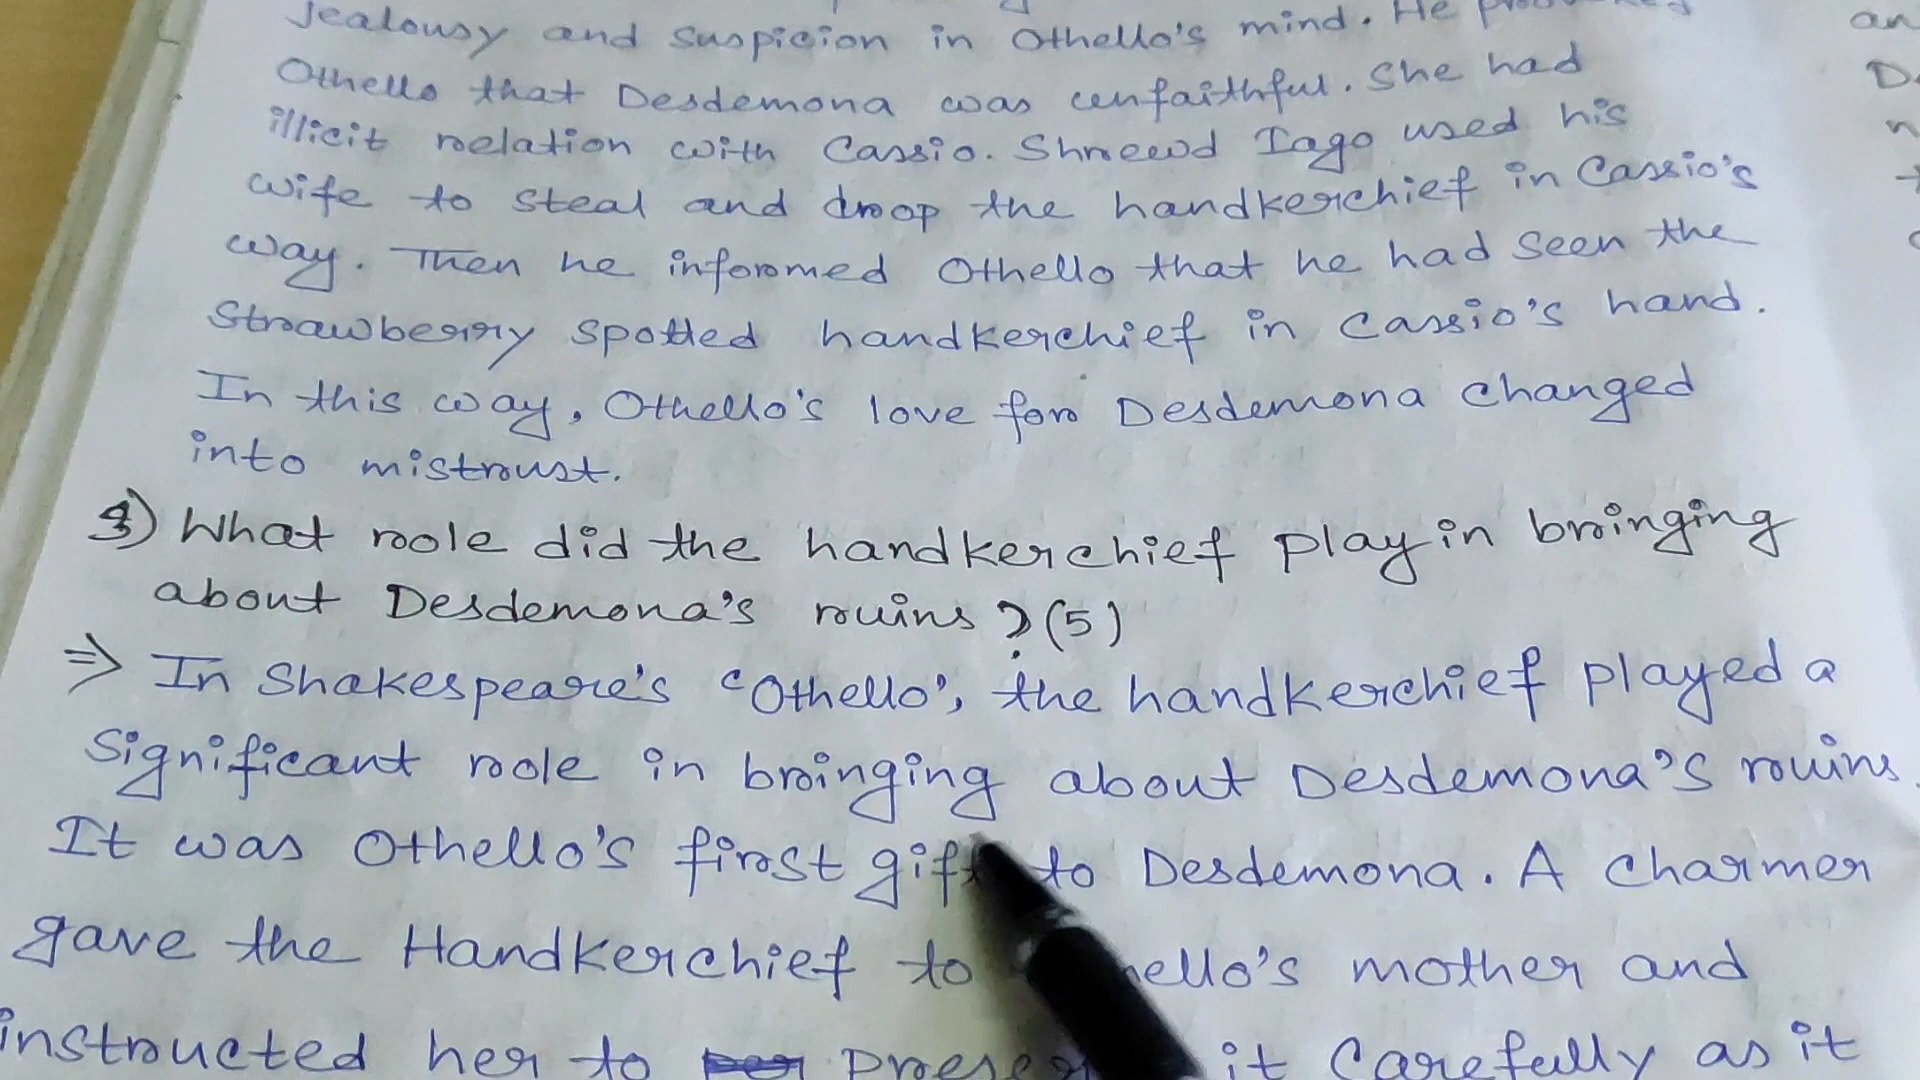 Jealousy and suspicion in Othello's mind. He
Othello that Desdemona was unfaithful. She had
illicit relation with Cassio. Shrewd Iago used his
wife to steal and drop the handkerchief in Cassio's
way. Then he informed Othello that he had seen the
Strawberry spotted handkerchief in Cassio's hand.
In this way, Othello's love for Desdemona changed
into mistrust.
3) What role did the handkerchief play in bringing
about Desdemona's ruins? (5)
⇒ In Shakespeare's 'Othello', the handkerchief played a
Significant role in bringing about Desdemona's ruins.
It was Othello's first gift to Desdemona. A charmer
gave the Handkerchief to ello's mother and
instructed her to it carefully as it